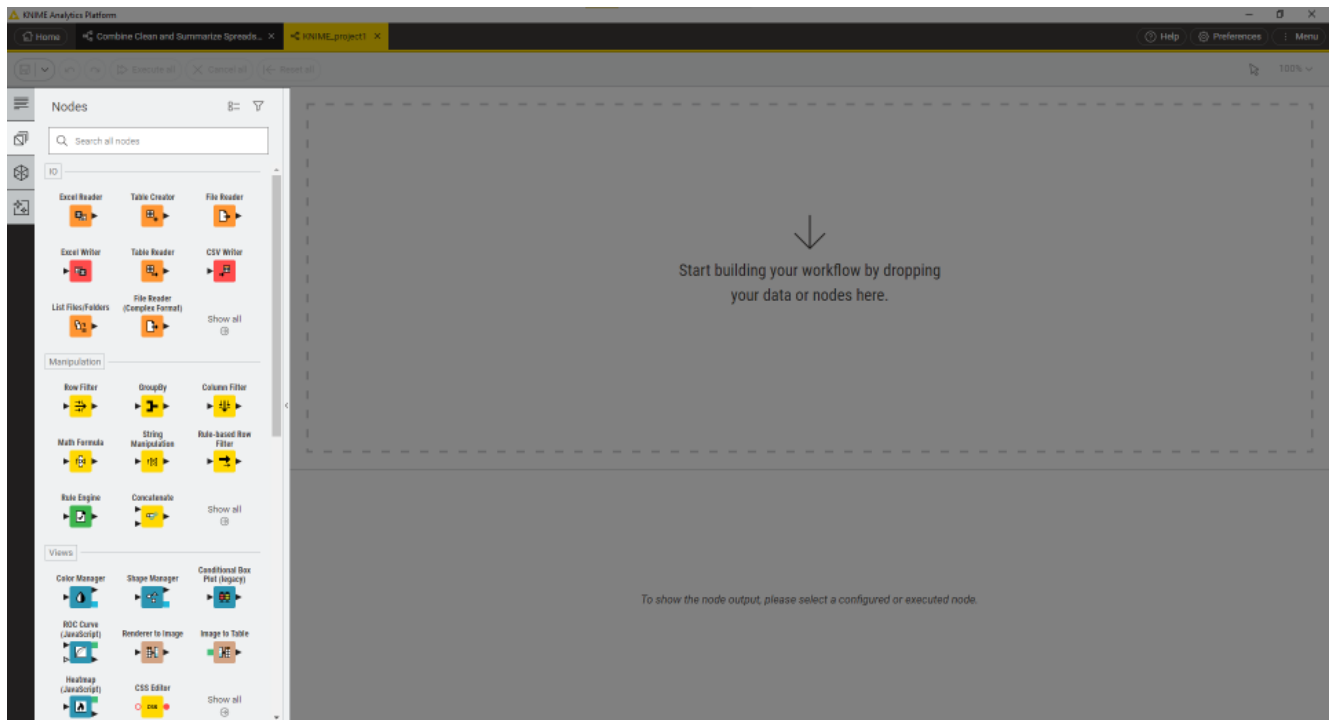 KNIME Analytics Platform
Home
Combine Clean and Summarize Spreads...
KNIME_project1
Help
Preferences
Menu
Execute all
Cancel all
Reset all
100%
Nodes
Search all nodes
IO
Excel Reader
Table Creator
File Reader
Excel Writer
Table Reader
CSV Writer
List Files/Folders
File Reader
(Complex Format)
Show all
Manipulation
Row Filter
GroupBy
Column Filter
Math Formula
String
Manipulation
Rule-based Row
Filter
Rule Engine
Concatenate
Show all
Views
Color Manager
Shape Manager
Conditional Box
Plot (legacy)
ROC Curve
(JavaScript)
Renderer to Image
Image to Table
Heatmap
(JavaScript)
CSS Editor
CSS
Show all
Start building your workflow by dropping
your data or nodes here.
To show the node output, please select a configured or executed node.